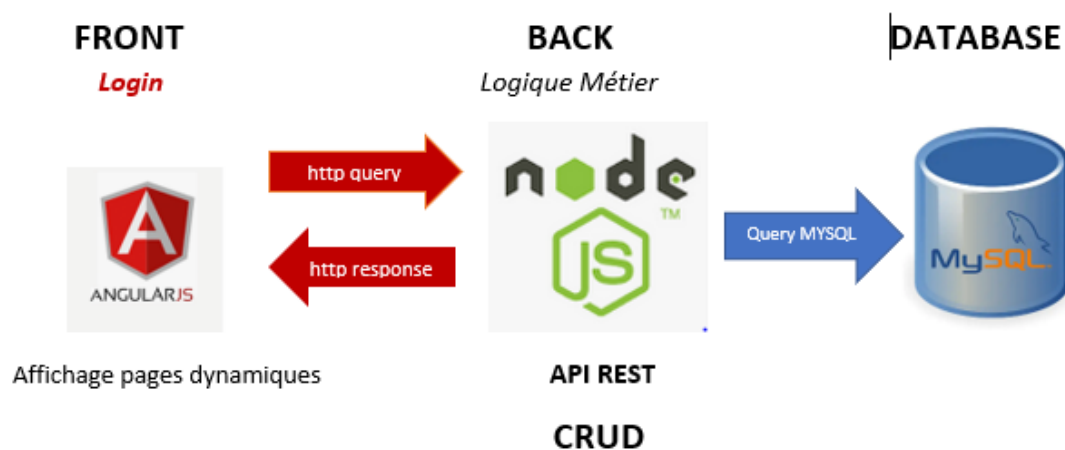 FRONT
Login
http query
http response
ANGULARJS
Affichage pages dynamiques
BACK
Logique Métier
node
TM
JS
API REST
CRUD
Query MYSQL
DATABASE
MySQL